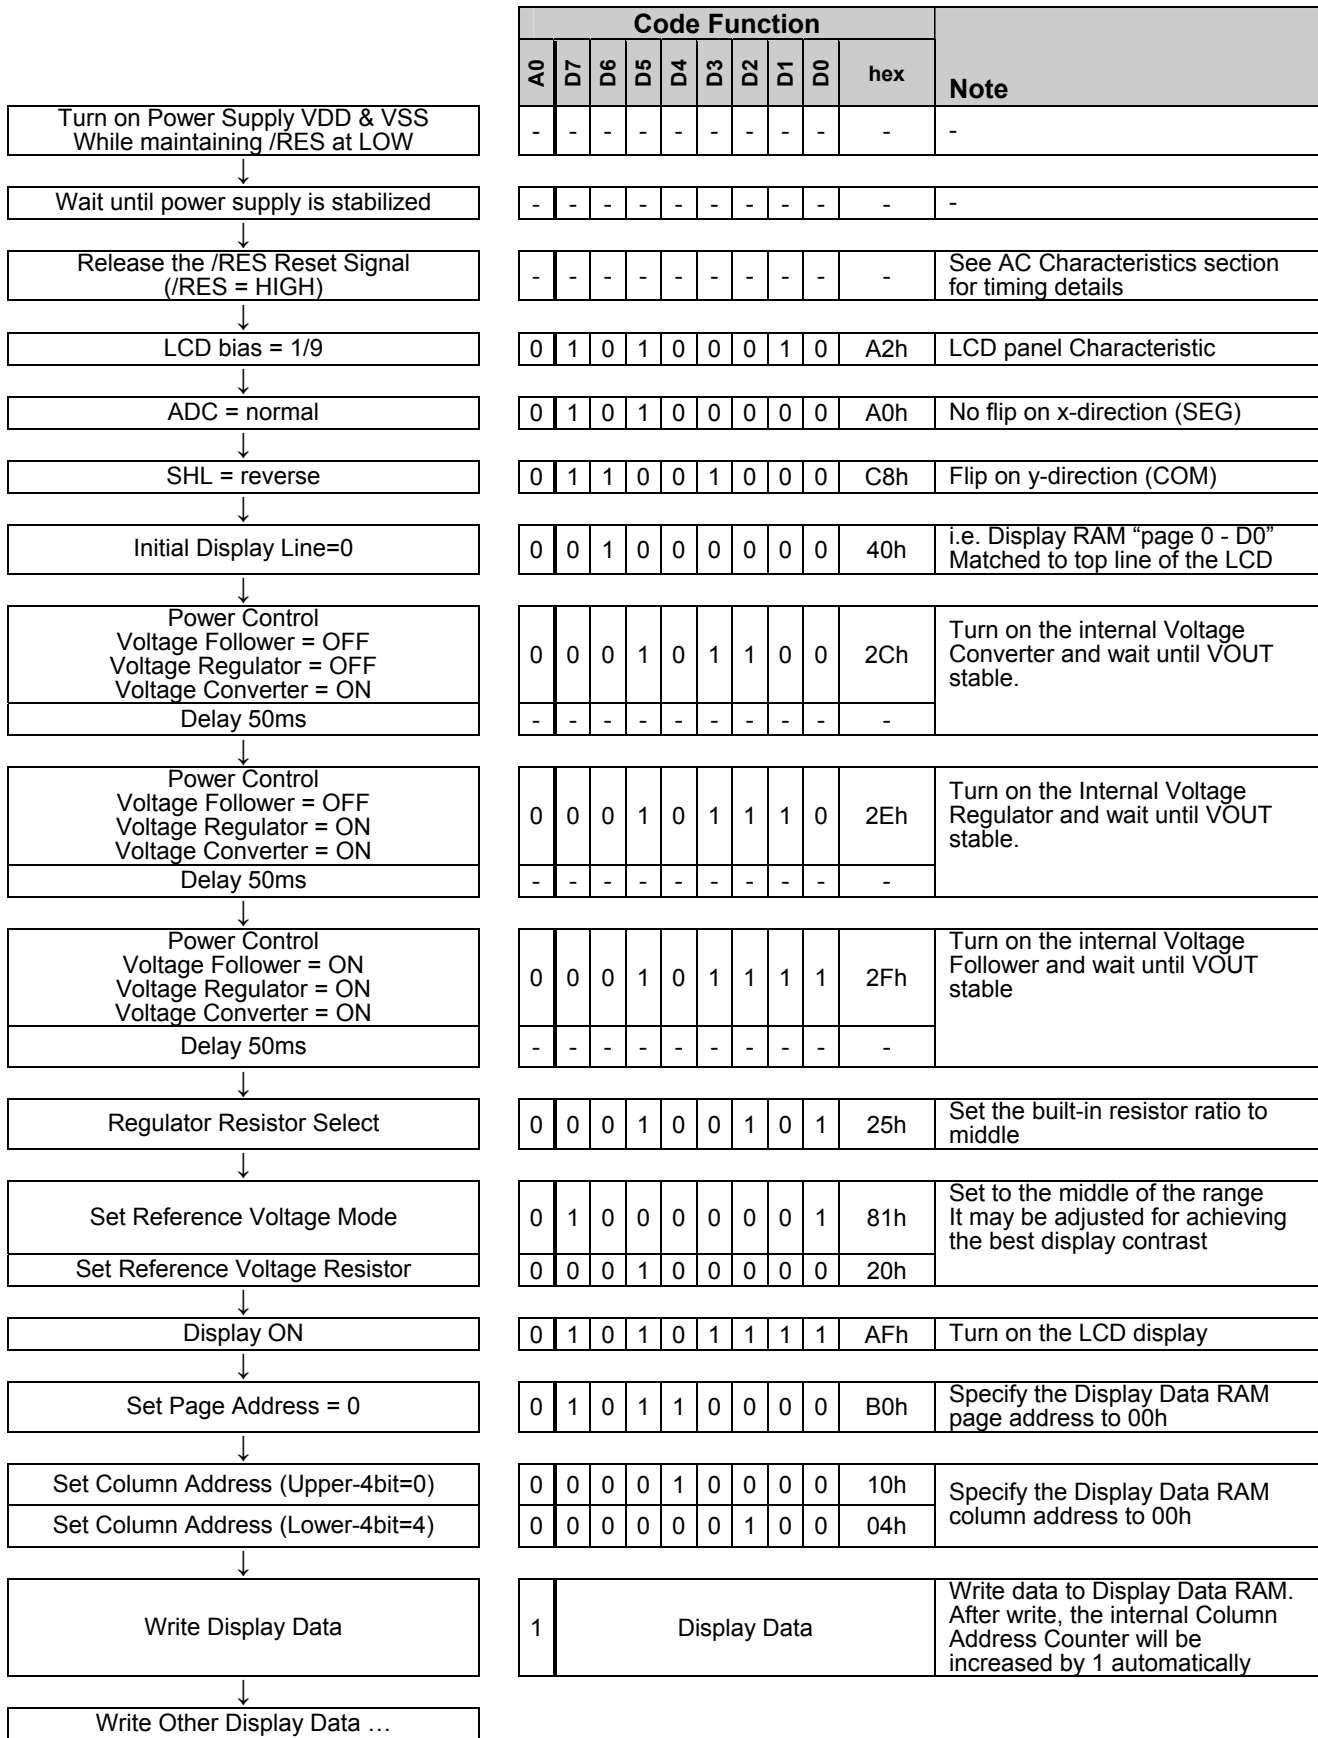 Code Function
A0 D7 D6 D5 D4 D3 D2 D1 D0 hex Note
Turn on Power Supply VDD & VSS
While maintaining /RES at LOW
- - - - - - - - - - -
↓
Wait until power supply is stabilized
- - - - - - - - - - -
↓
Release the /RES Reset Signal
(/RES = HIGH)
- - - - - - - - - -
See AC Characteristics section
for timing details
↓
LCD bias = 1/9
0 1 0 1 0 0 0 1 0 A2h
LCD panel Characteristic
↓
ADC = normal
0 1 0 1 0 0 0 0 0 A0h
No flip on x-direction (SEG)
↓
SHL = reverse
0 1 1 0 0 1 0 0 0 C8h
Flip on y-direction (COM)
↓
Initial Display Line=0
0 0 1 0 0 0 0 0 0 40h
i.e. Display RAM “page 0 - D0”
Matched to top line of the LCD
↓
Power Control
Voltage Follower = OFF
Voltage Regulator = OFF
Voltage Converter = ON
0 0 0 1 0 1 1 0 0 2Ch
Turn on the internal Voltage
Converter and wait until VOUT
stable.
Delay 50ms
- - - - - - - - - -
↓
Power Control
Voltage Follower = OFF
Voltage Regulator = ON
Voltage Converter = ON
0 0 0 1 0 1 1 1 0 2Eh
Turn on the Internal Voltage
Regulator and wait until VOUT
stable.
Delay 50ms
- - - - - - - - - -
↓
Power Control
Voltage Follower = ON
Voltage Regulator = ON
Voltage Converter = ON
0 0 0 1 0 1 1 1 1 2Fh
Turn on the internal Voltage
Follower and wait until VOUT
stable
Delay 50ms
- - - - - - - - - -
↓
Regulator Resistor Select
0 0 0 1 0 0 1 0 1 25h
Set the built-in resistor ratio to
middle
↓
Set Reference Voltage Mode
0 1 0 0 0 0 0 0 1 81h
Set to the middle of the range
It may be adjusted for achieving
the best display contrast
Set Reference Voltage Resistor
0 0 0 1 0 0 0 0 0 20h
↓
Display ON
0 1 0 1 0 1 1 1 1 AFh
Turn on the LCD display
↓
Set Page Address = 0
0 1 0 1 1 0 0 0 0 B0h
Specify the Display Data RAM
page address to 00h
↓
Set Column Address (Upper-4bit=0)
0 0 0 0 1 0 0 0 0 10h
Set Column Address (Lower-4bit=4)
0 0 0 0 0 0 1 0 0 04h
Specify the Display Data RAM
column address to 00h
↓
Write Display Data
1 Display Data
Write data to Display Data RAM.
After write, the internal Column
Address Counter will be
increased by 1 automatically
↓
Write Other Display Data …